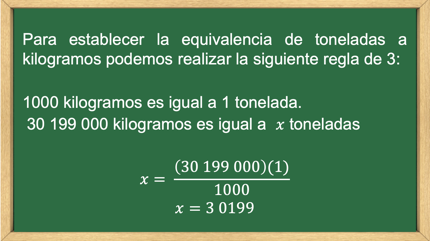 Para establecer la equivalencia de toneladas a
kilogramos podemos realizar la siguiente regla de 3:
1000 kilogramos es igual a 1 tonelada.
30 199 000 kilogramos es igual a x toneladas
x = (30 199 000)(1)
1000
x = 3 0199